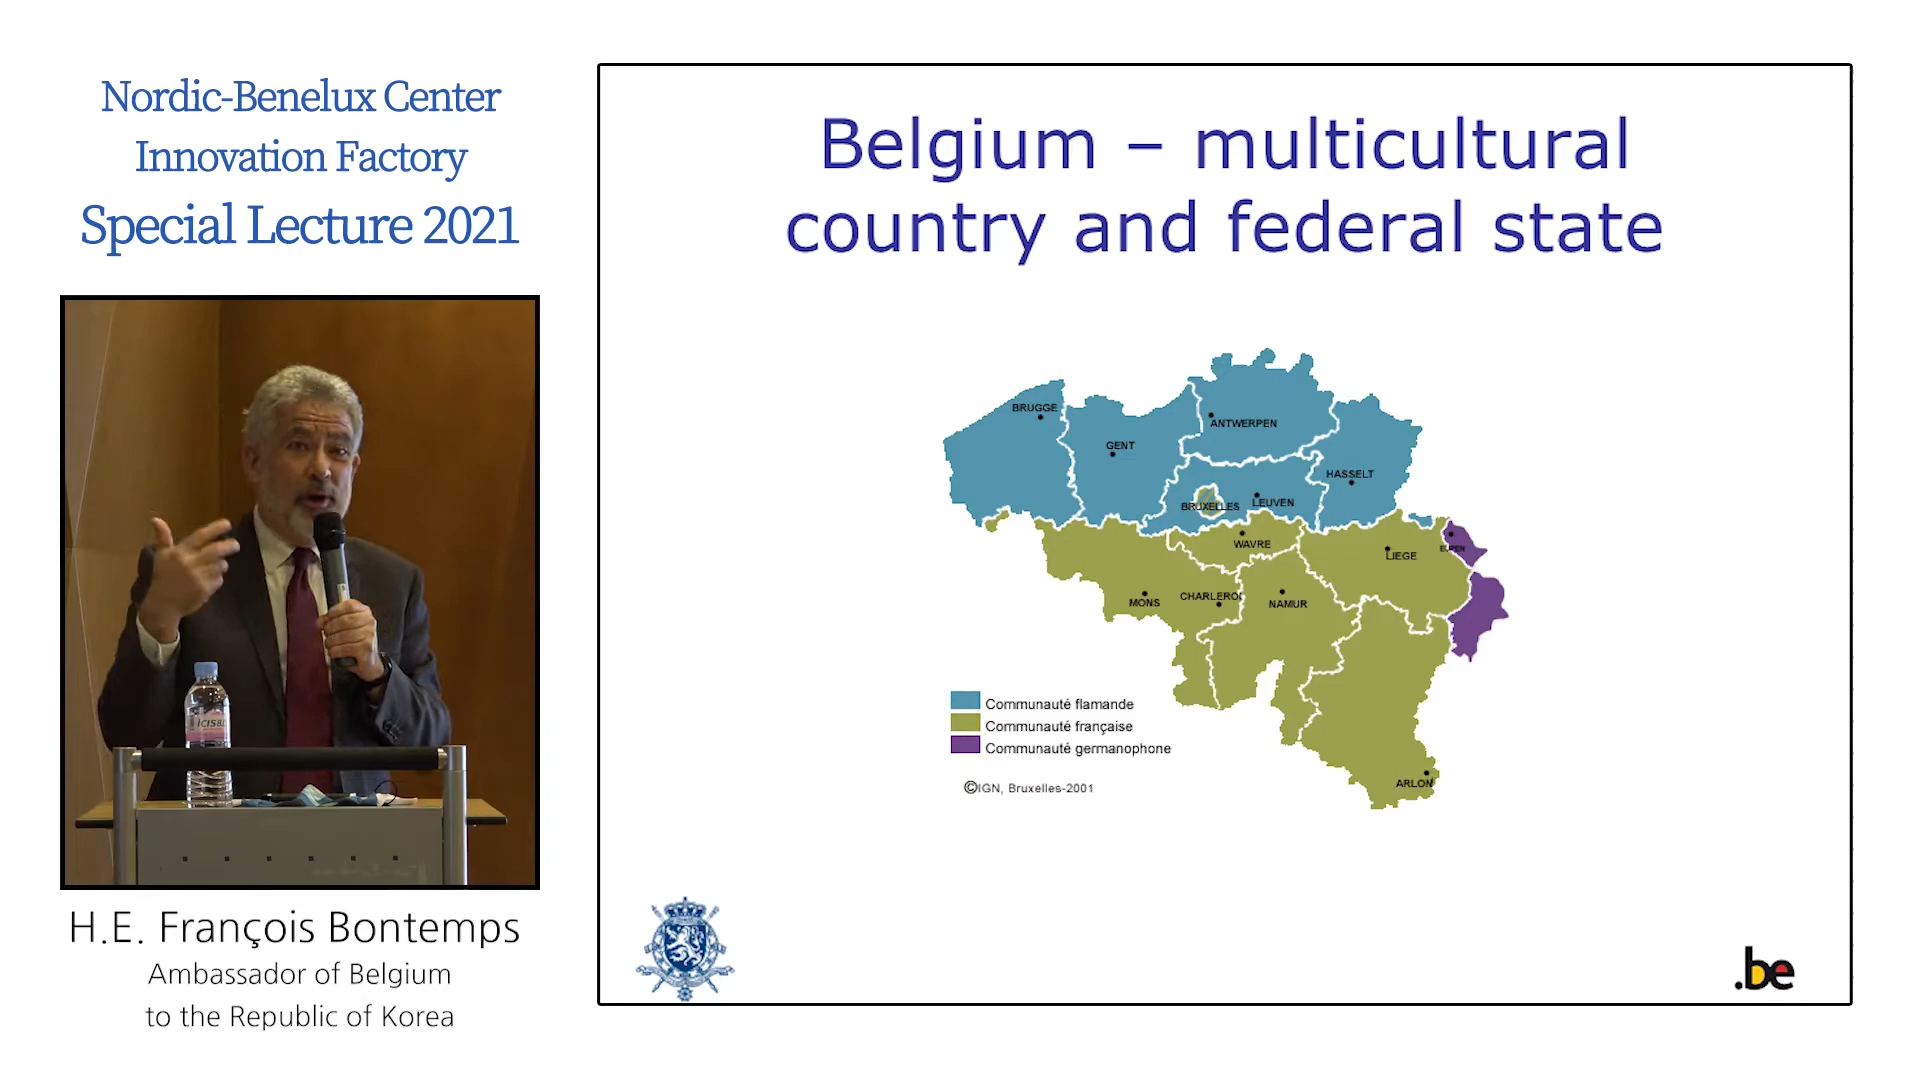 Nordic-Benelux Center
Innovation Factory
Special Lecture 2021
H.E. François Bontemps
Ambassador of Belgium
to the Republic of Korea
Belgium – multicultural
country and federal state
BRUGGE
GENT
ANTWERPEN
HASSELT
BRUXELLES
LEUVEN
WAVRE
LIEGE
MONS
CHARLEROI
NAMUR
ARLON
Communauté flamande
Communauté française
Communauté germanophone
©IGN, Bruxelles-2001
.be